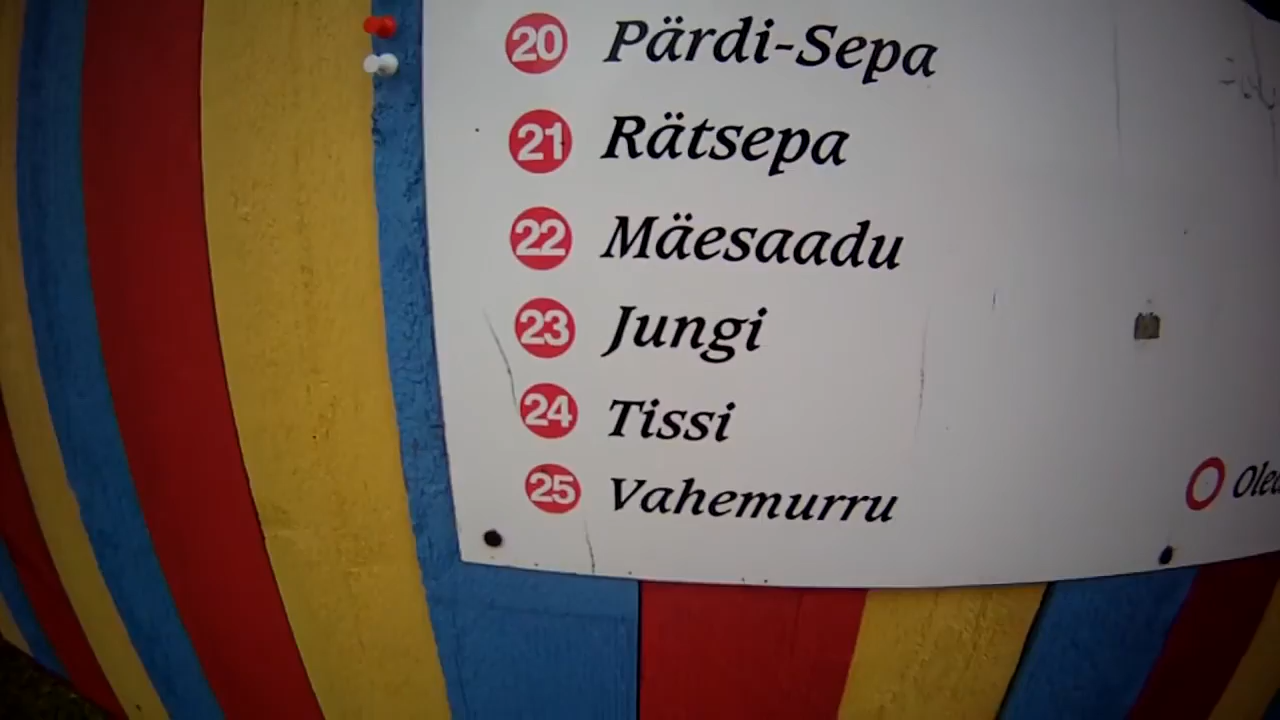 20 Pärdi-Sepa
21 Rätsepa
22 Mäesaadu
23 Jungi
24 Tissi
25 Vahemurru